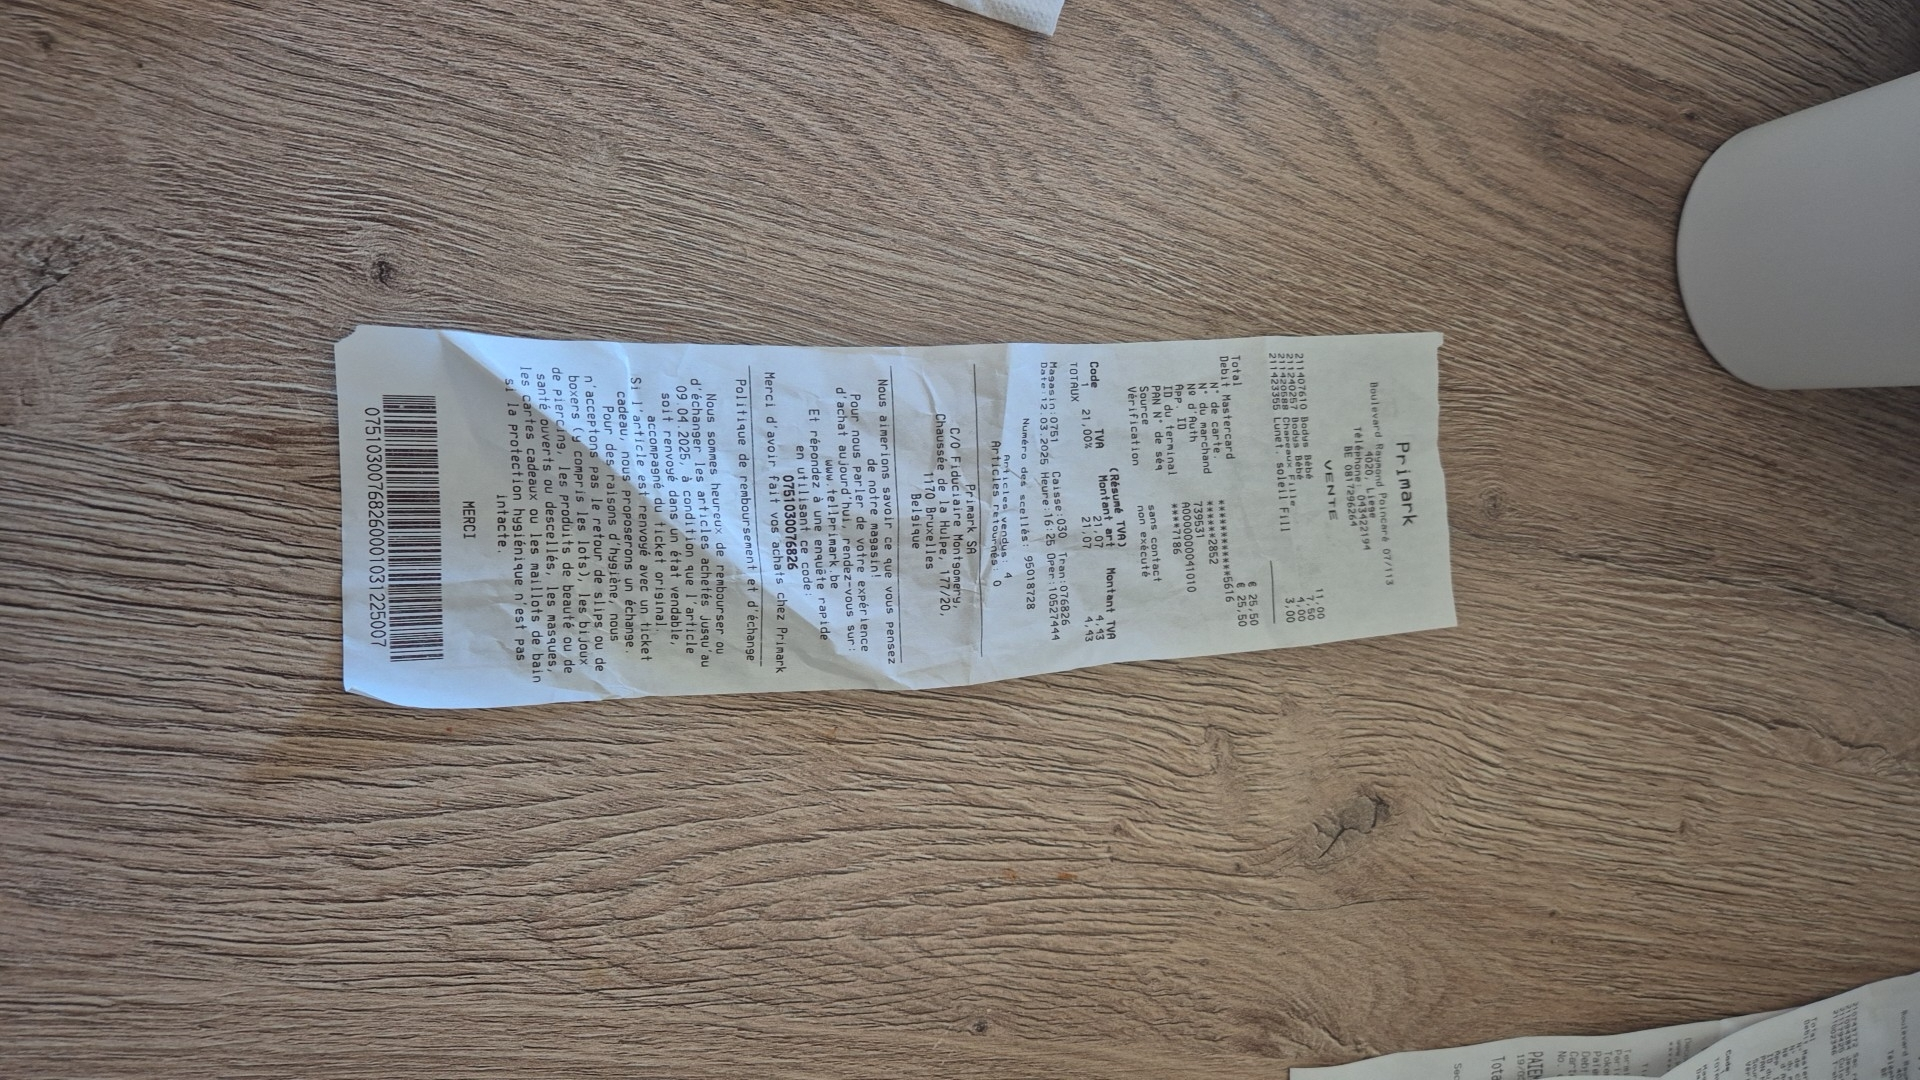 Primark
Boulevard Raymond Poincaré 07/113
4020, Liege
Téléphone: 043422194
BE 0817296264
VENTE
211407610 Bodys Bébé 11,00
211240257 Bodys Bébé 7,50
211420588 Chapeaux Fille 4,00
211423355 Lunet. soleil Fill 3,00
Total € 25,50
Debit Mastercard € 25,50
N° de carte. ************5616
N° du marchand *******2852
Nº d'Auth 739531
App. ID A0000000041010
ID du terminal ****7186
PAN N° de séq
Source sans contact
Vérification non exécuté
(Résumé TVA)
Code TVA Montant art Montant TVA
1 21,00% 21,07 4,43
TOTAUX 21,07 4,43
Magasin:0751 Caisse:030 Tran:076826
Date:12.03.2025 Heure:16:25 Oper:10527444
Numéro des scellés: 95018728
Articles vendus: 4
Articles retournés: 0
Primark SA
C/O Fiduciaire Montgomery,
Chaussée de la Hulpe, 177/20,
1170 Bruxelles
Belgique
Nous aimerions savoir ce que vous pensez
de notre magasin!
Pour nous parler de votre expérience
d'achat aujourd'hui, rendez-vous sur:
www.tellprimark.be
Et répondez à une enquête rapide
en utilisant ce code:
0751030076826
Merci d'avoir fait vos achats chez Primark
Politique de remboursement et d'échange
Nous sommes heureux de rembourser ou
d'échanger les articles achetés jusqu'au
09.04.2025, à condition que l'article
soit renvoyé dans un état vendable,
accompagné du ticket original.
Si l'article est renvoyé avec un ticket
cadeau, nous proposerons un échange.
Pour des raisons d'hygiène, nous
n'acceptons pas le retour de slips ou de
boxers (y compris les lots), les bijoux
de piercing, les produits de beauté ou de
santé ouverts ou descellés, les masques,
les cartes cadeaux ou les maillots de bain
si la protection hygiénique n'est pas
intacte.
MERCI
07510300768260001031225007